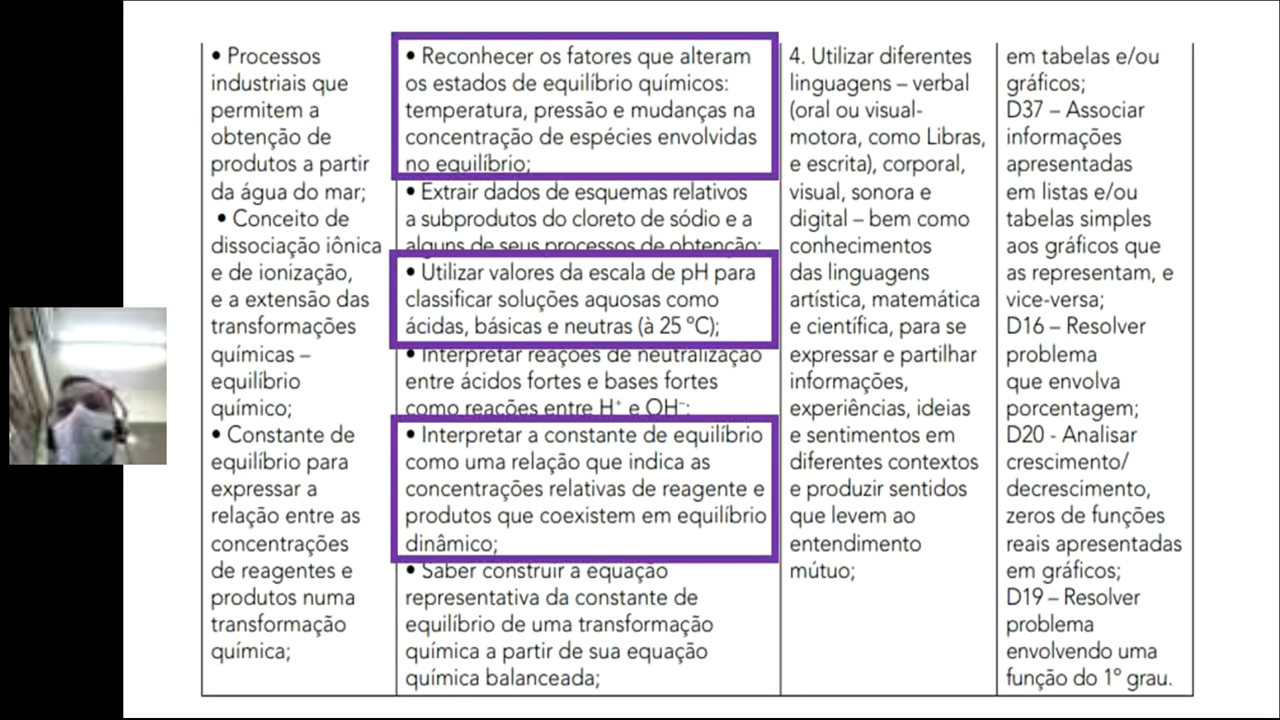 • Processos
industriais que
permitem a
obtenção de
produtos a partir
da água do mar;
• Conceito de
dissociação iônica
e de ionização,
e a extensão das
transformações
químicas –
equilíbrio
químico;
• Constante de
equilíbrio para
expressar a
relação entre as
concentrações
de reagentes e
produtos numa
transformação
química;
• Reconhecer os fatores que alteram
os estados de equilíbrio químicos:
temperatura, pressão e mudanças na
concentração de espécies envolvidas
no equilíbrio;
• Extrair dados de esquemas relativos
a subprodutos do cloreto de sódio e a
alguns de seus processos de obtenção;
• Utilizar valores da escala de pH para
classificar soluções aquosas como
ácidas, básicas e neutras (à 25 ºC);
• Interpretar reações de neutralização
entre ácidos fortes e bases fortes
como reações entre H⁺ e OH⁻;
• Interpretar a constante de equilíbrio
como uma relação que indica as
concentrações relativas de reagente e
produtos que coexistem em equilíbrio
dinâmico;
• Saber construir a equação
representativa da constante de
equilíbrio de uma transformação
química a partir de sua equação
química balanceada;
4. Utilizar diferentes
linguagens – verbal
(oral ou visual-
motora, como Libras,
e escrita), corporal,
visual, sonora e
digital – bem como
conhecimentos
das linguagens
artística, matemática
e científica, para se
expressar e partilhar
informações,
experiências, ideias
e sentimentos em
diferentes contextos
e produzir sentidos
que levem ao
entendimento
mútuo;
em tabelas e/ou
gráficos;
D37 – Associar
informações
apresentadas
em listas e/ou
tabelas simples
aos gráficos que
as representam, e
vice-versa;
D16 – Resolver
problema
que envolva
porcentagem;
D20 - Analisar
crescimento/
decrescimento,
zeros de funções
reais apresentadas
em gráficos;
D19 – Resolver
problema
envolvendo uma
função do 1º grau.